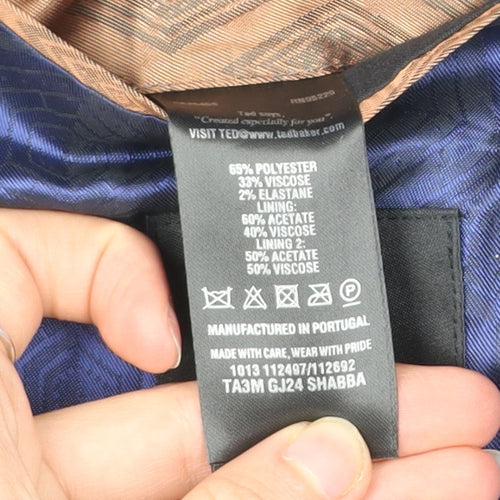 RN95220
Ted says,
"Created especially for you"
VISIT TED@www.tedbaker.com
65% POLYESTER
33% VISCOSE
2% ELASTANE
LINING:
60% ACETATE
40% VISCOSE
LINING 2:
50% ACETATE
50% VISCOSE
MANUFACTURED IN PORTUGAL
MADE WITH CARE, WEAR WITH PRIDE
1013 112497/112692
TA3M GJ24 SHABBA